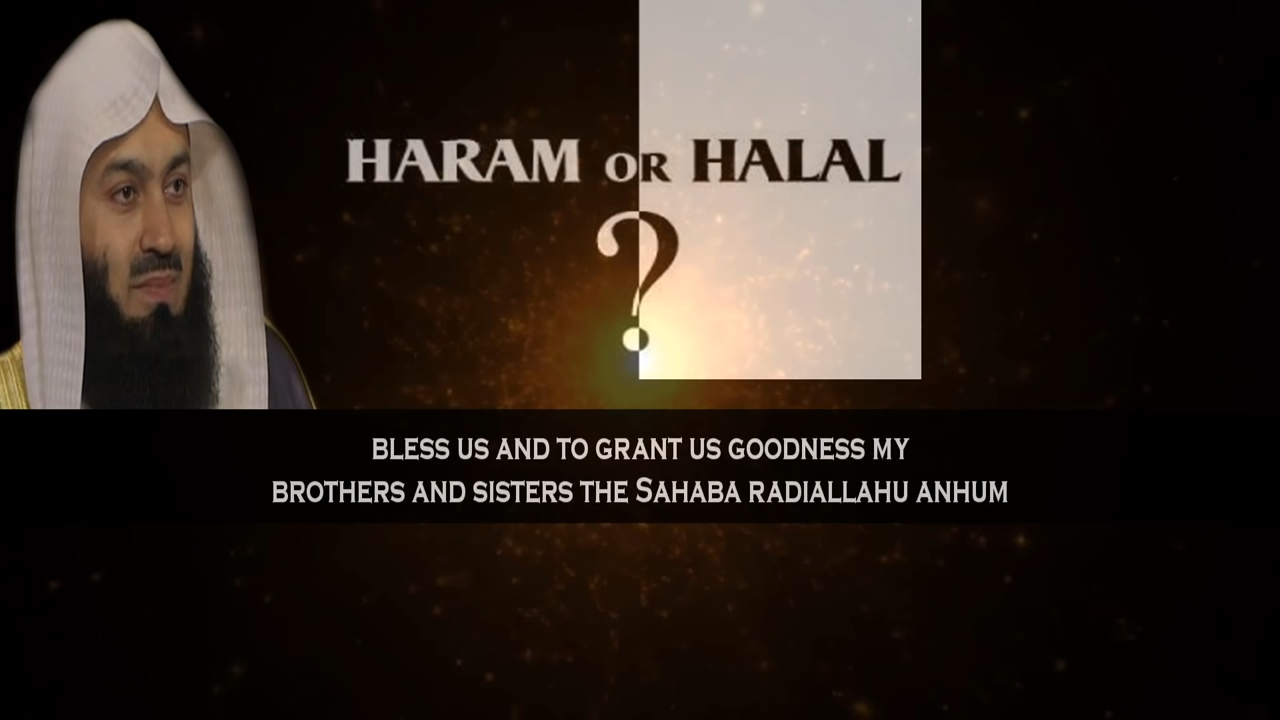 HARAM OR HALAL
?
BLESS US AND TO GRANT US GOODNESS MY
BROTHERS AND SISTERS THE SAHABA RADIALLAHU ANHUM